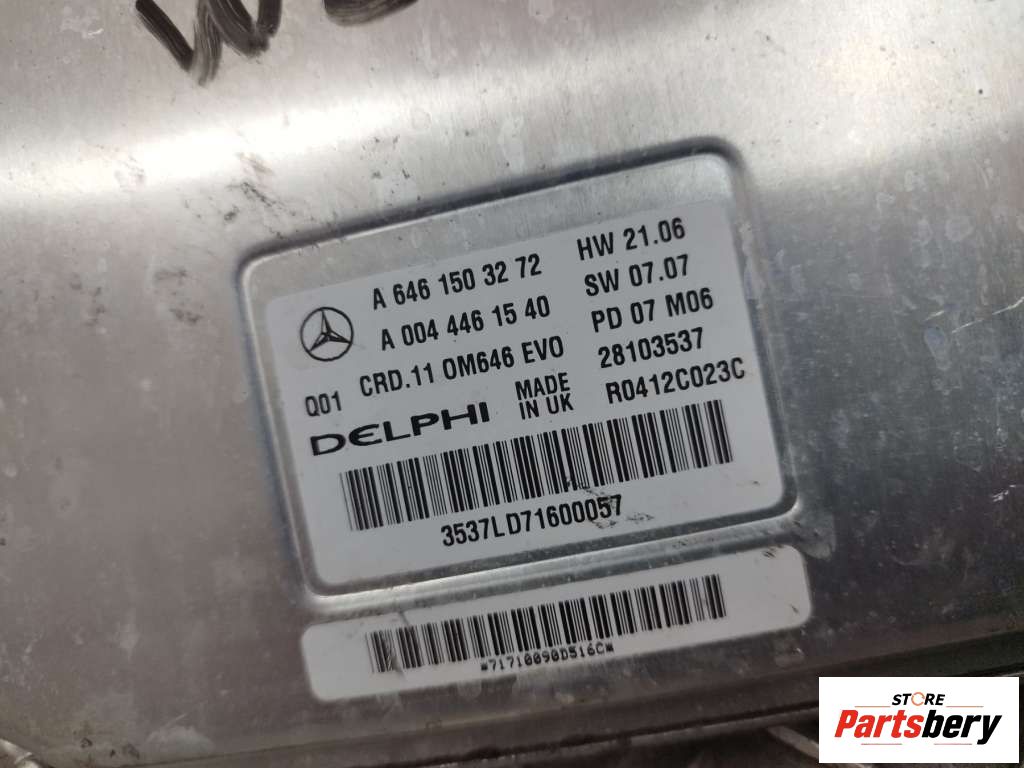 A 646 150 32 72 HW 21.06
A 004 446 15 40 SW 07.07
Q01 CRD.11 OM646 EVO PD 07 M06
28103537
DELPHI MADE IN UK R0412C023C
3537LD71600057
*71710090D516C*
STORE
Partsbery